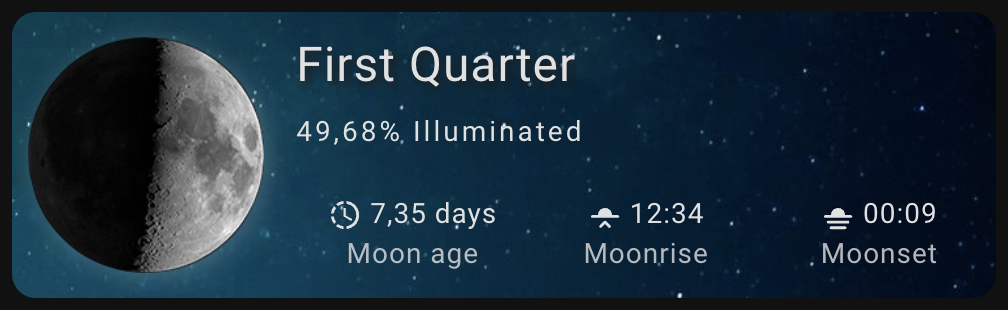 First Quarter
49,68% Illuminated
7,35 days
Moon age
12:34
Moonrise
00:09
Moonset